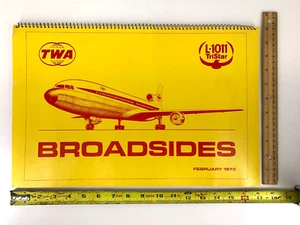 TWA
L-1011
TriStar
BROADSIDES
FEBRUARY 1973